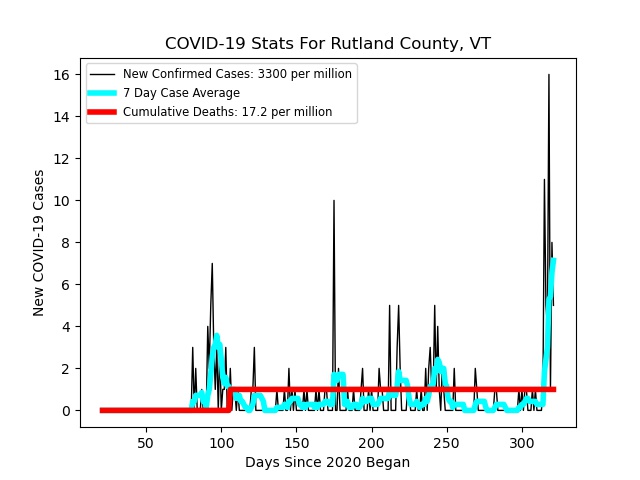 COVID-19 Stats For Rutland County, VT
New Confirmed Cases: 3300 per million
7 Day Case Average
Cumulative Deaths: 17.2 per million
New COVID-19 Cases
16
14
12
10
8
6
4
2
0
50 100 150 200 250 300
Days Since 2020 Began